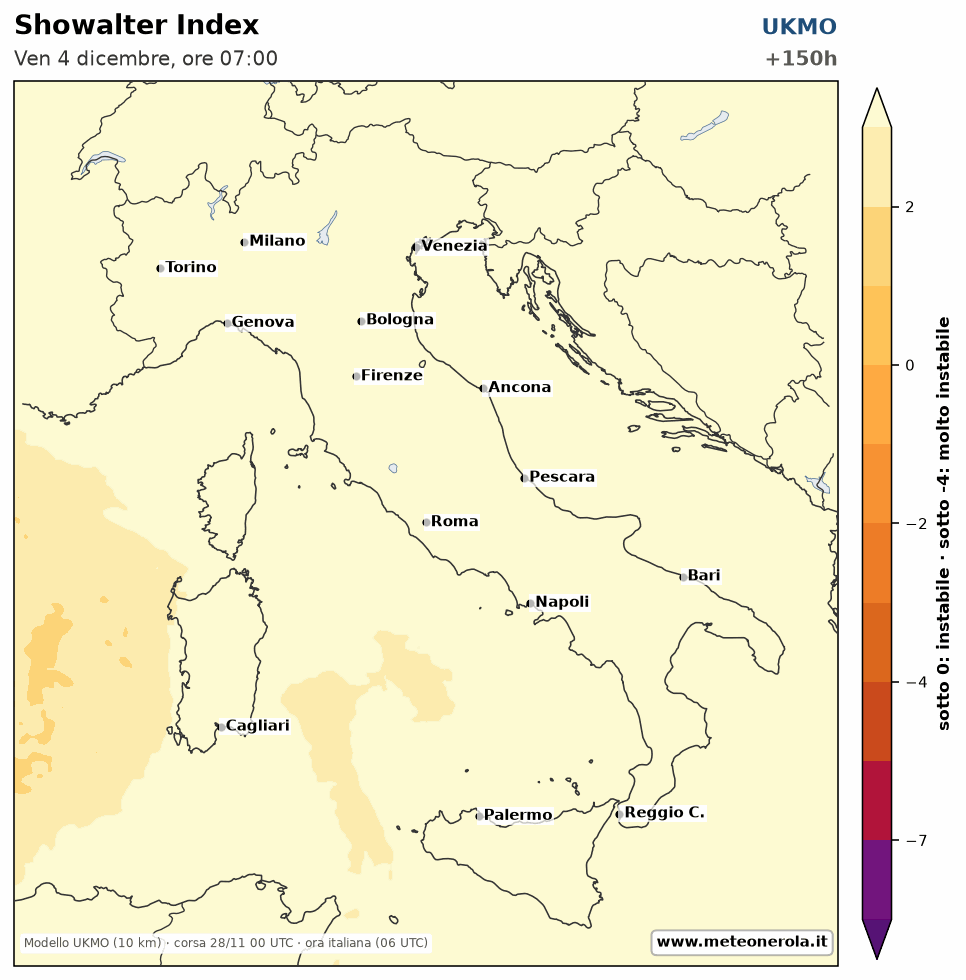 Showalter Index
UKMO
Ven 4 dicembre, ore 07:00
+150h
Milano
Venezia
Torino
Genova
Bologna
Firenze
Ancona
Pescara
Roma
Bari
Napoli
Cagliari
Palermo
Reggio C.
2
0
−2
−4
−7
sotto 0: instabile · sotto -4: molto instabile
Modello UKMO (10 km) · corsa 28/11 00 UTC · ora italiana (06 UTC)
www.meteonerola.it